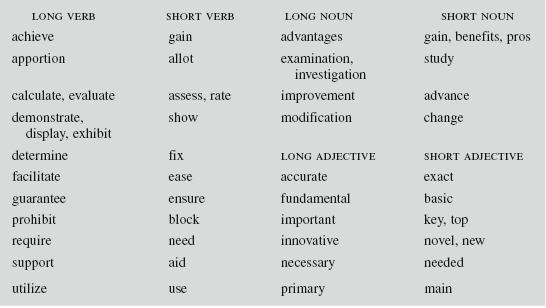 LONG VERB SHORT VERB LONG NOUN SHORT NOUN
achieve gain advantages gain, benefits, pros
apportion allot examination, study
investigation
calculate, evaluate assess, rate improvement advance
demonstrate, show modification change
display, exhibit
determine fix LONG ADJECTIVE SHORT ADJECTIVE
facilitate ease accurate exact
guarantee ensure fundamental basic
prohibit block important key, top
require need innovative novel, new
support aid necessary needed
utilize use primary main